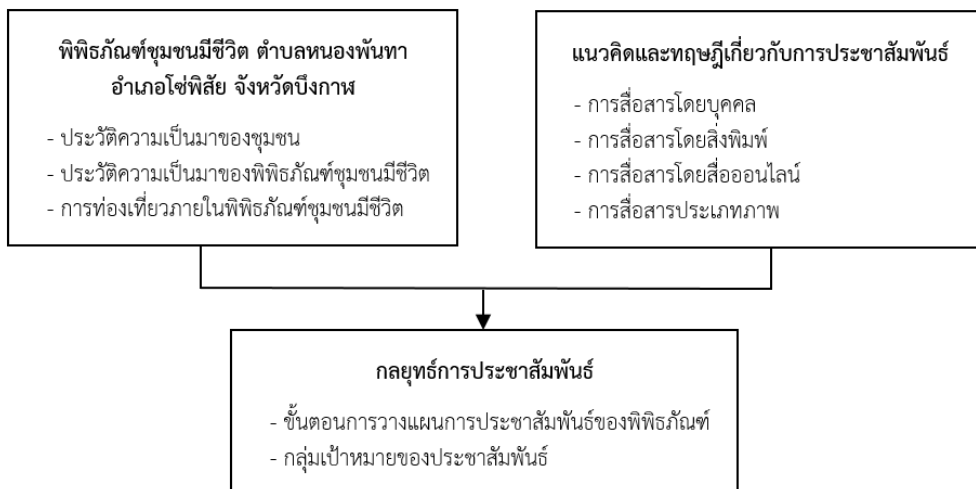 พิพิธภัณฑ์ชุมชนมีชีวิต ตำบลหนองพันทา
อำเภอโซ่พิสัย จังหวัดบึงกาฬ
- ประวัติความเป็นมาของชุมชน
- ประวัติความเป็นมาของพิพิธภัณฑ์ชุมชนมีชีวิต
- การท่องเที่ยวภายในพิพิธภัณฑ์ชุมชนมีชีวิต
แนวคิดและทฤษฎีเกี่ยวกับการประชาสัมพันธ์
- การสื่อสารโดยบุคคล
- การสื่อสารโดยสิ่งพิมพ์
- การสื่อสารโดยสื่อออนไลน์
- การสื่อสารประเภทภาพ
กลยุทธ์การประชาสัมพันธ์
- ขั้นตอนการวางแผนการประชาสัมพันธ์ของพิพิธภัณฑ์
- กลุ่มเป้าหมายของประชาสัมพันธ์